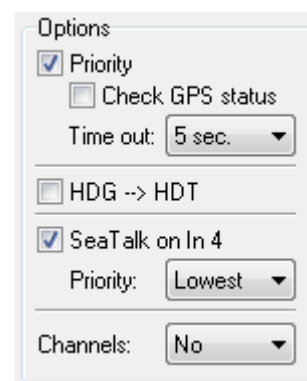 Options
Priority
Check GPS status
Time out: 5 sec.
HDG --> HDT
SeaTalk on In 4
Priority: Lowest
Channels: No